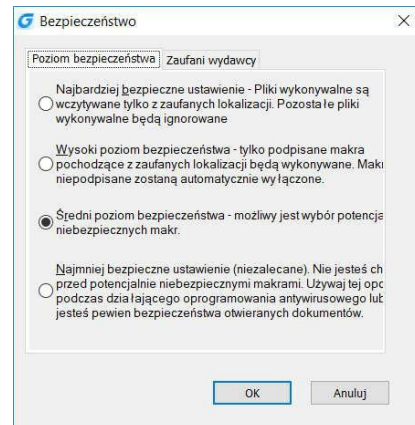 Bezpieczeństwo
Poziom bezpieczeństwa Zaufani wydawcy
Najbardziej bezpieczne ustawienie - Pliki wykonywalne są
wczytywane tylko z zaufanych lokalizacji. Pozostałe pliki
wykonywalne będą ignorowane
Wysoki poziom bezpieczeństwa - tylko podpisane makra
pochodzące z zaufanych lokalizacji będą wykonywane. Makr
niepodpisane zostaną automatycznie wyłączone.
Średni poziom bezpieczeństwa - możliwy jest wybór potencja
niebezpiecznych makr.
Najmniej bezpieczne ustawienie (niezalecane). Nie jesteś ch
przed potencjalnie niebezpiecznymi makrami. Używaj tej opc
podczas działającego oprogramowania antywirusowego lub
jesteś pewien bezpieczeństwa otwieranych dokumentów.
OK Anuluj